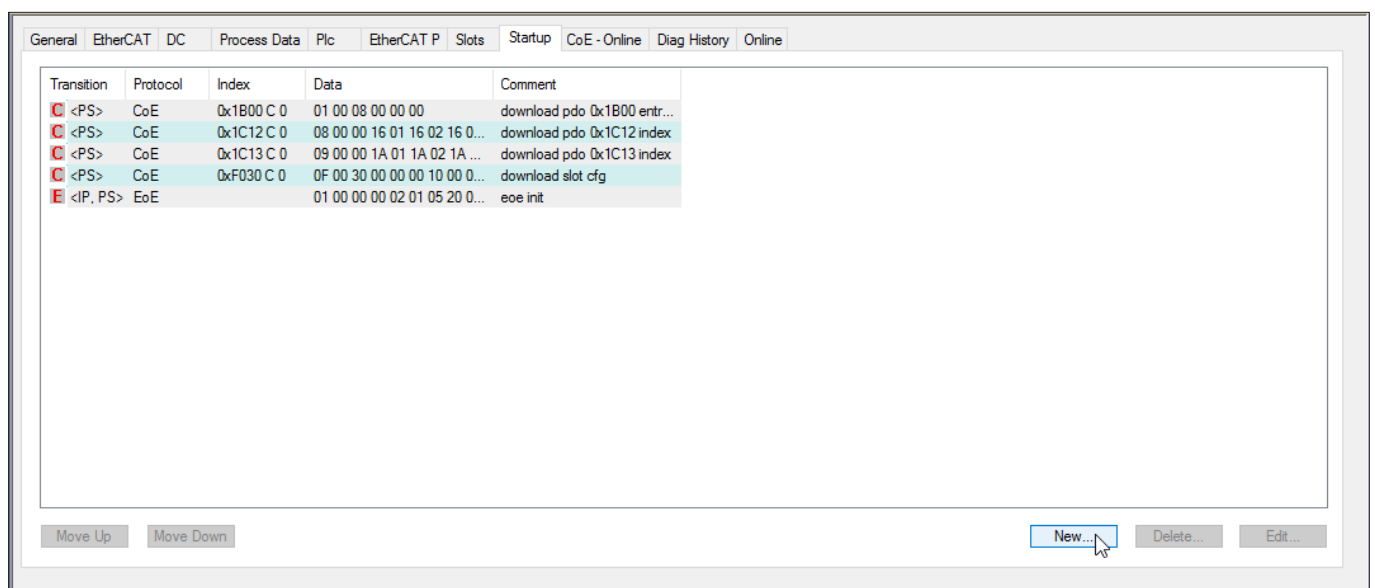 General EtherCAT DC Process Data Plc EtherCAT P Slots Startup CoE - Online Diag History Online
Transition Protocol Index Data Comment
C <PS> CoE 0x1B00 C 0 01 00 08 00 00 00 download pdo 0x1B00 entr...
C <PS> CoE 0x1C12 C 0 08 00 00 16 01 16 02 16 0... download pdo 0x1C12 index
C <PS> CoE 0x1C13 C 0 09 00 00 1A 01 1A 02 1A ... download pdo 0x1C13 index
C <PS> CoE 0xF030 C 0 0F 00 30 00 00 00 10 00 0... download slot cfg
E <IP, PS> EoE 01 00 00 00 02 01 05 20 0... eoe init
Move Up Move Down New... Delete... Edit...